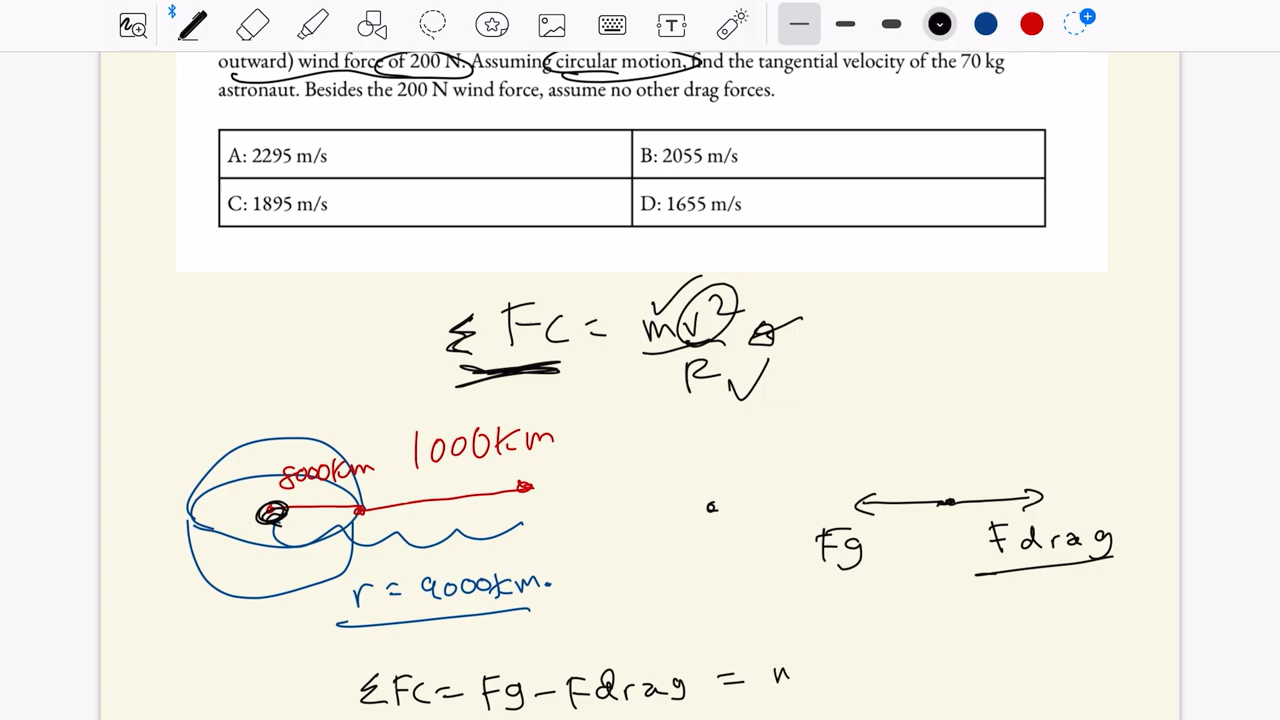 outward) wind force of 200 N. Assuming circular motion, find the tangential velocity of the 70 kg
astronaut. Besides the 200 N wind force, assume no other drag forces.
A: 2295 m/s
B: 2055 m/s
C: 1895 m/s
D: 1655 m/s
Σ Fc = mv²
R
1000km
8000km
Fg
Fdrag
r = 9000km.
ΣFc = Fg - Fdrag =